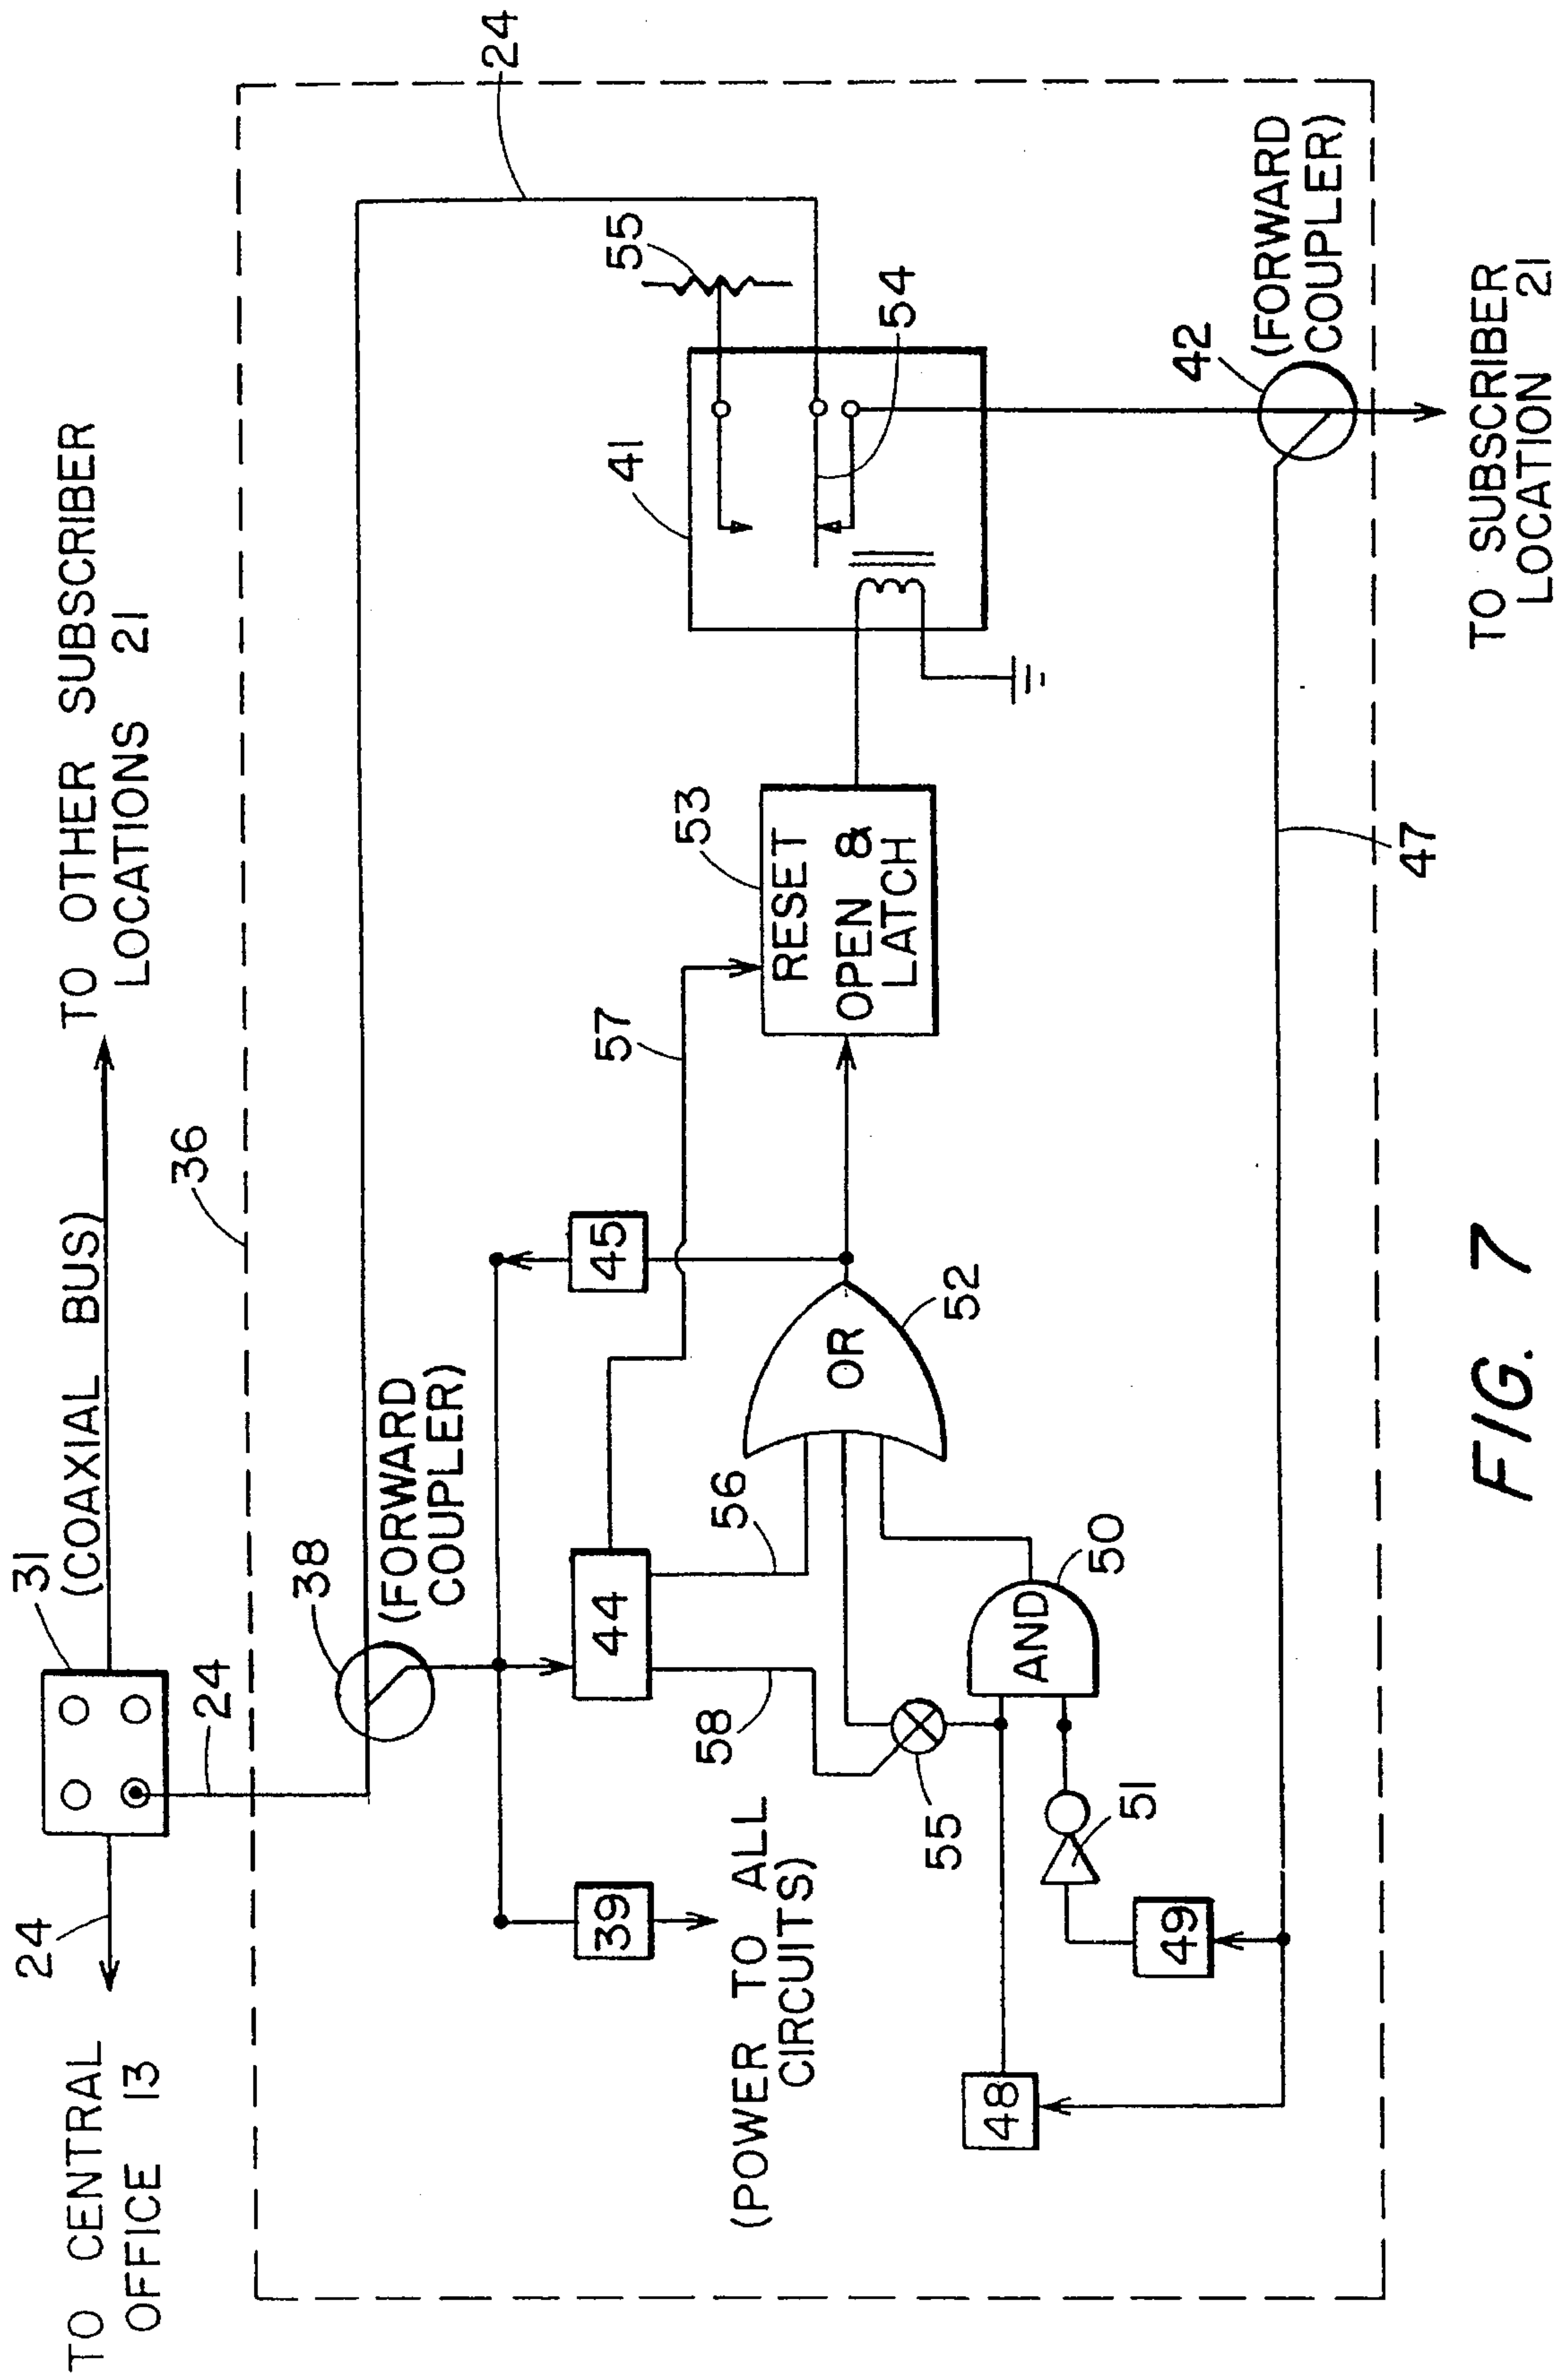 TO CENTRAL
OFFICE 13
24
31
(COAXIAL BUS)
TO OTHER SUBSCRIBER
LOCATIONS 21
24
36
24
38
(FORWARD
COUPLER)
39
(POWER TO ALL
CIRCUITS)
44
45
57
58
56
55
48
49
51
AND
50
OR
52
53
RESET
OPEN &
LATCH
41
55
54
42
(FORWARD
COUPLER)
47
TO SUBSCRIBER
LOCATION 21
FIG. 7